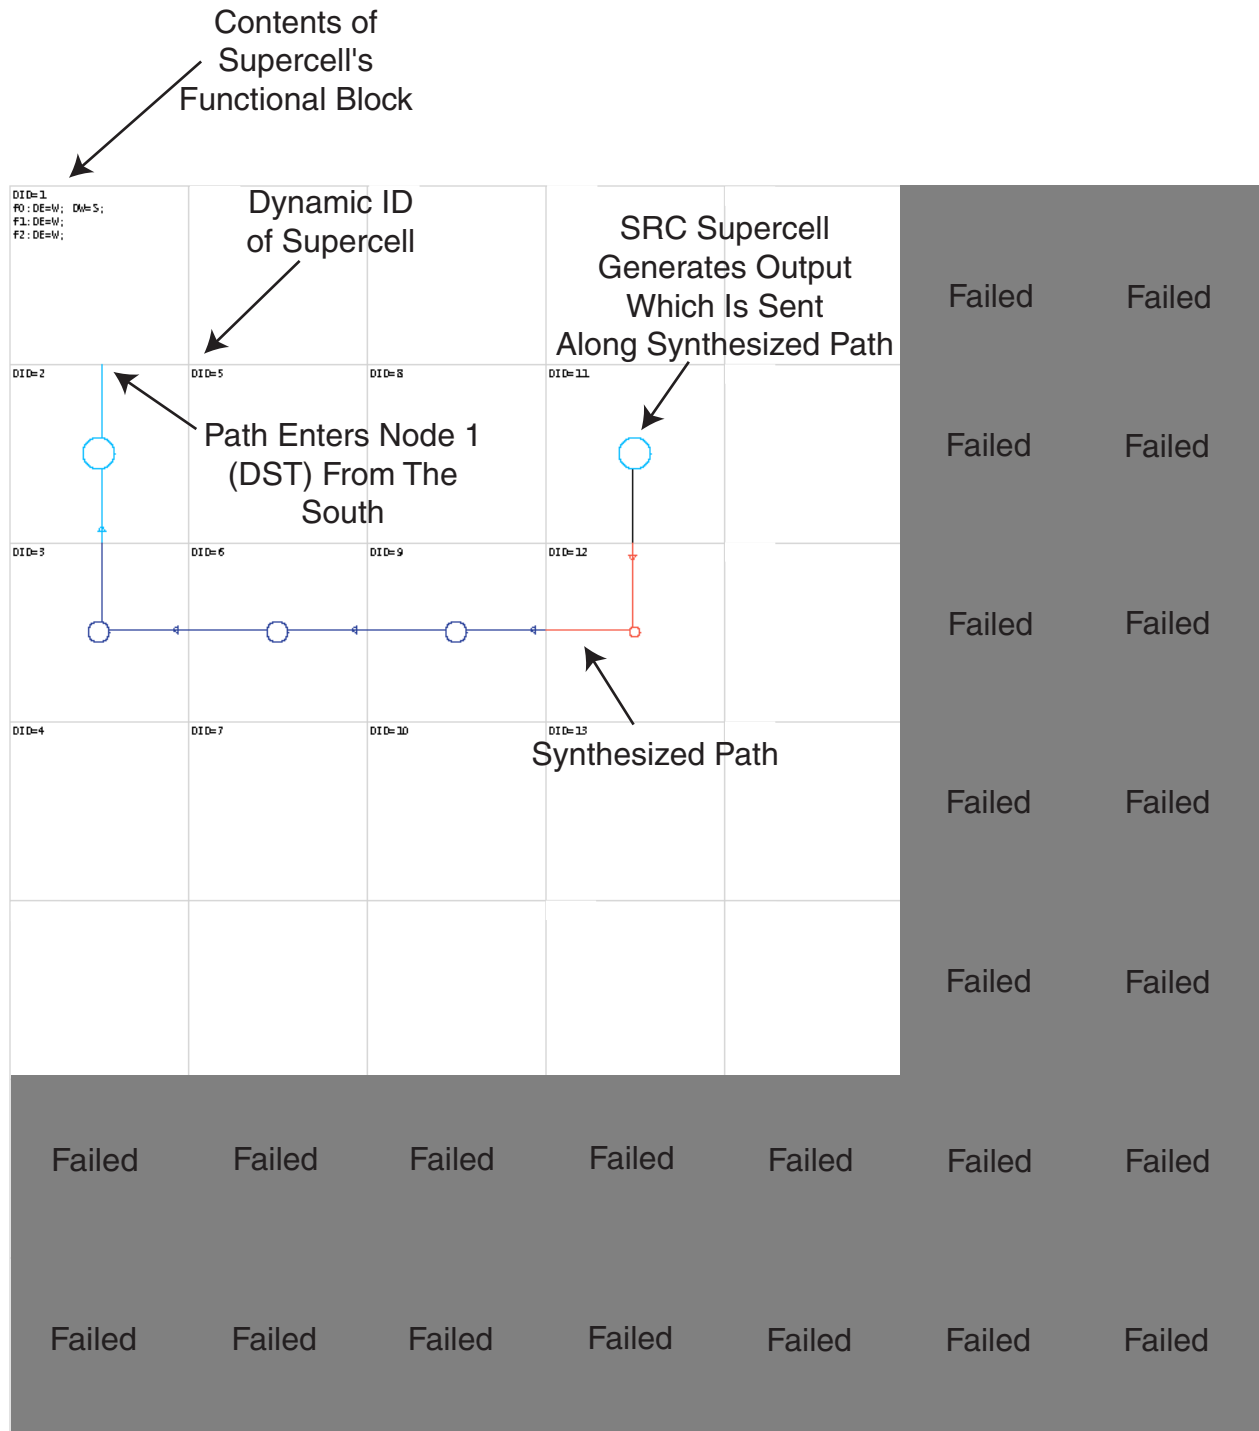 Contents of
Supercell's
Functional Block
DID=1
f0:DE=W; DW=S;
f1:DE=W;
f2:DE=W;
Dynamic ID
of Supercell
SRC Supercell
Generates Output
Which Is Sent
Along Synthesized Path
Failed Failed
DID=2 DID=5 DID=8 DID=11
Path Enters Node 1
(DST) From The
South
Failed Failed
DID=3 DID=6 DID=9 DID=12
Failed Failed
DID=4 DID=7 DID=10 DID=13
Synthesized Path
Failed Failed
Failed Failed
Failed Failed Failed Failed Failed Failed Failed
Failed Failed Failed Failed Failed Failed Failed